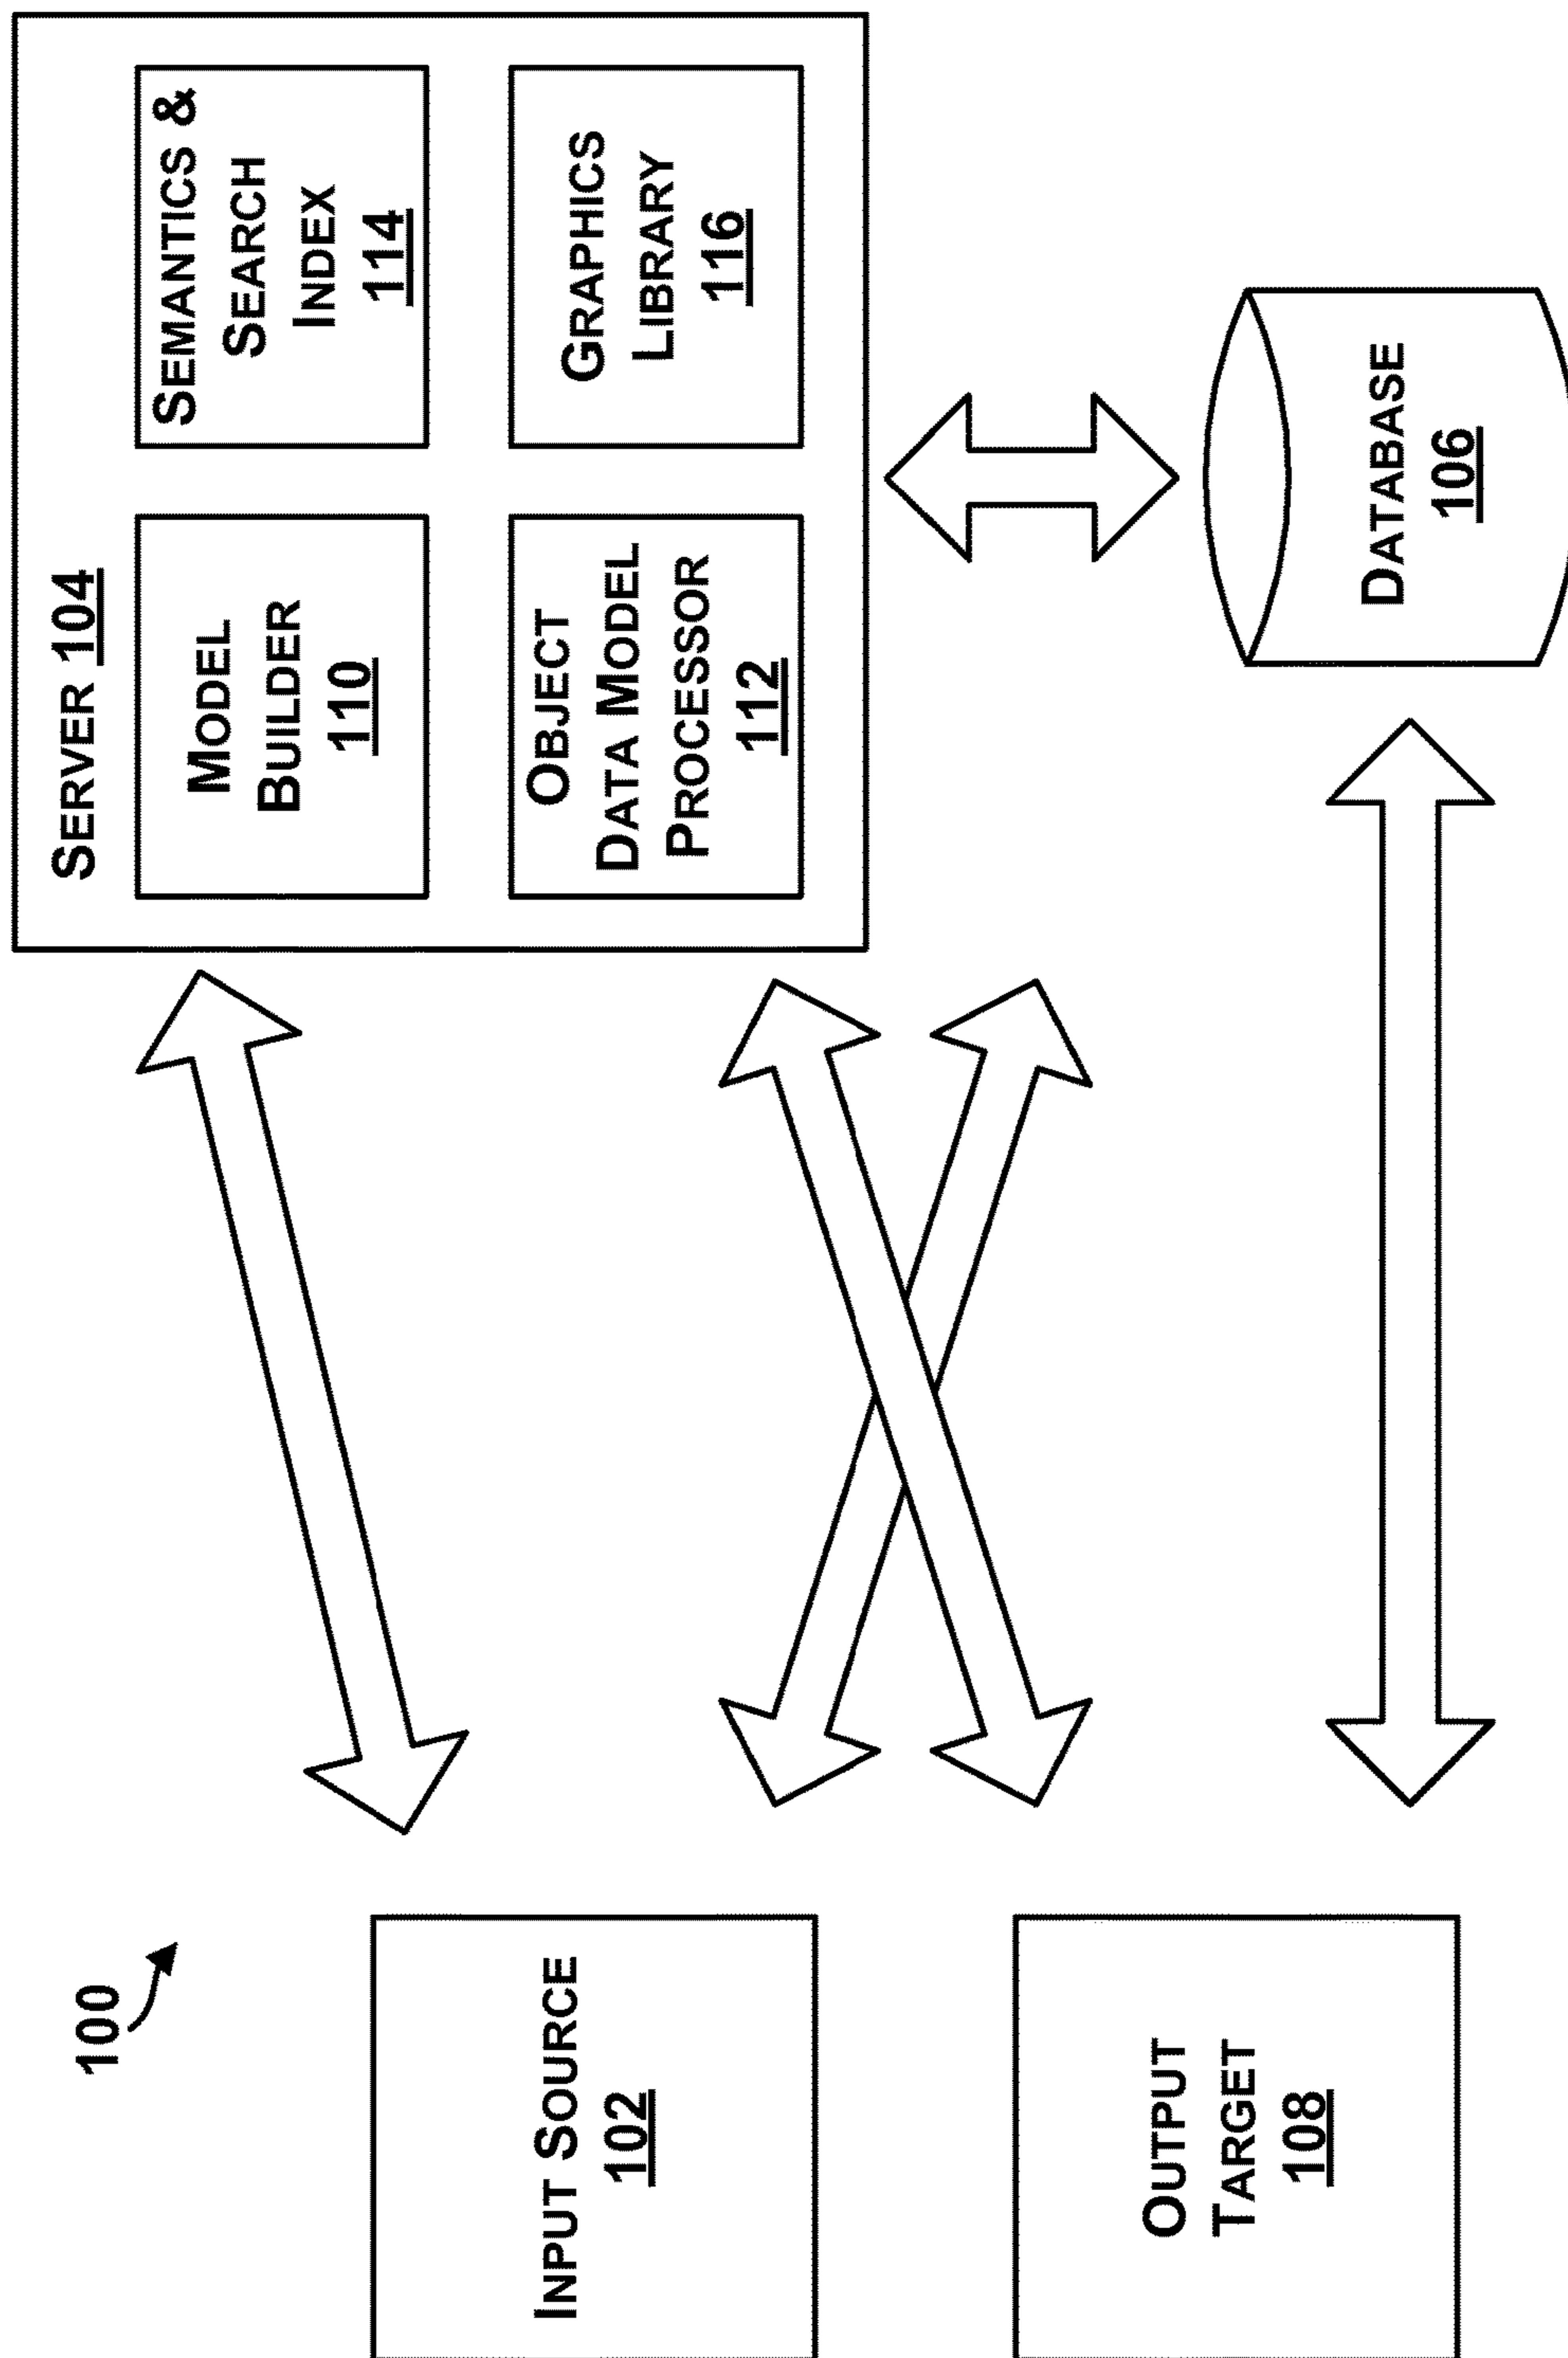 100
SERVER 104
MODEL
BUILDER
110
SEMANTICS &
SEARCH
INDEX
114
OBJECT
DATA MODEL
PROCESSOR
112
GRAPHICS
LIBRARY
116
INPUT SOURCE
102
OUTPUT
TARGET
108
DATABASE
106